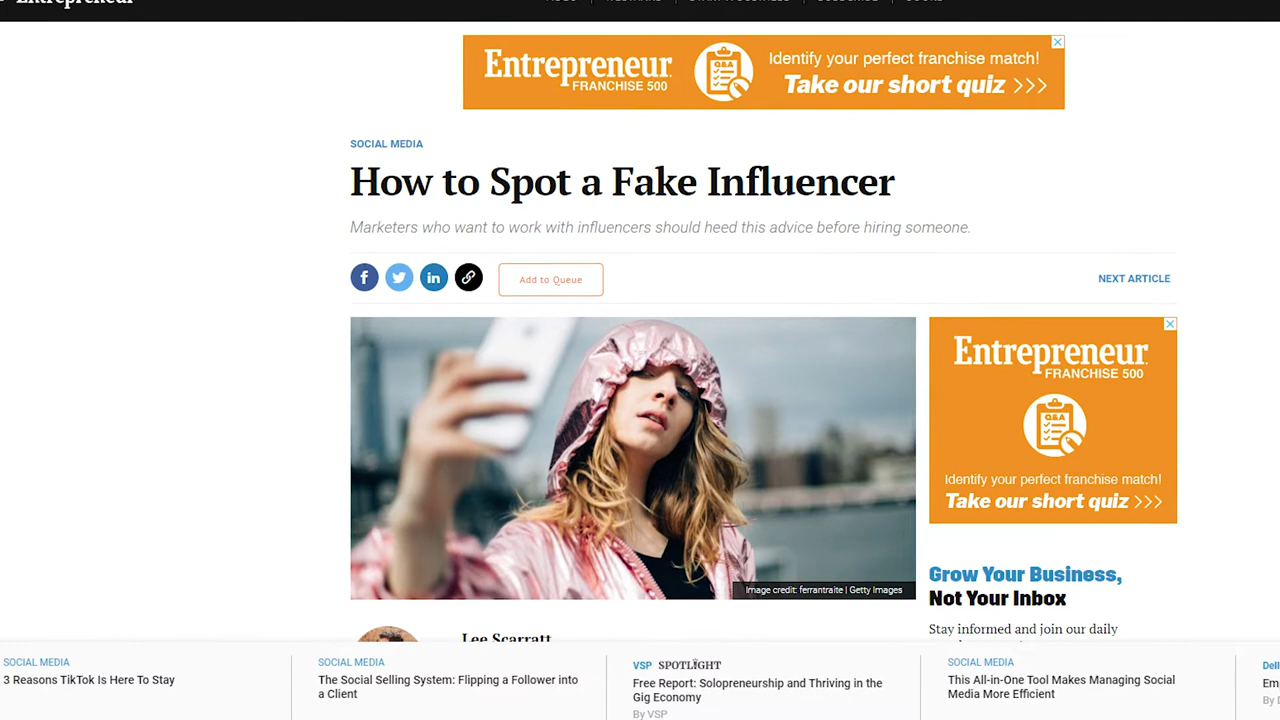 Entrepreneur
SUBSCRIBE
Entrepreneur
FRANCHISE 500
Q&A
Identify your perfect franchise match!
Take our short quiz >>>
SOCIAL MEDIA
How to Spot a Fake Influencer
Marketers who want to work with influencers should heed this advice before hiring someone.
Add to Queue
NEXT ARTICLE
Image credit: ferrantraite | Getty Images
Entrepreneur
FRANCHISE 500
Q&A
Identify your perfect franchise match!
Take our short quiz >>>
Grow Your Business,
Not Your Inbox
Stay informed and join our daily
Lee Scarratt
SOCIAL MEDIA
3 Reasons TikTok Is Here To Stay
SOCIAL MEDIA
The Social Selling System: Flipping a Follower into
a Client
VSP SPOTLIGHT
Free Report: Solopreneurship and Thriving in the
Gig Economy
By VSP
SOCIAL MEDIA
This All-in-One Tool Makes Managing Social
Media More Efficient